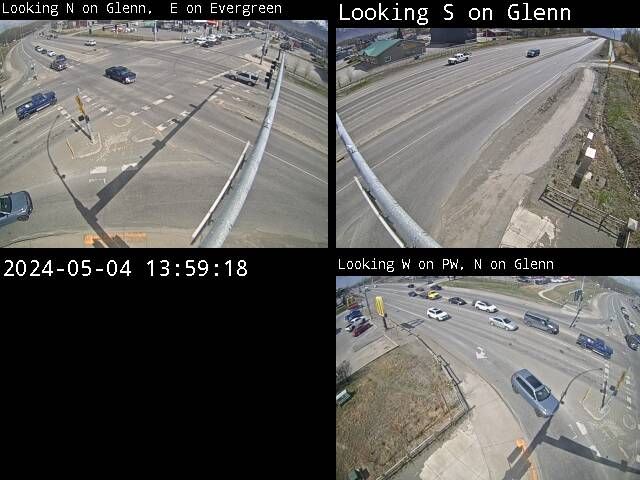 Looking N on Glenn,  E on Evergreen
Looking S on Glenn
2024-05-04 13:59:18
Looking W on PW, N on Glenn